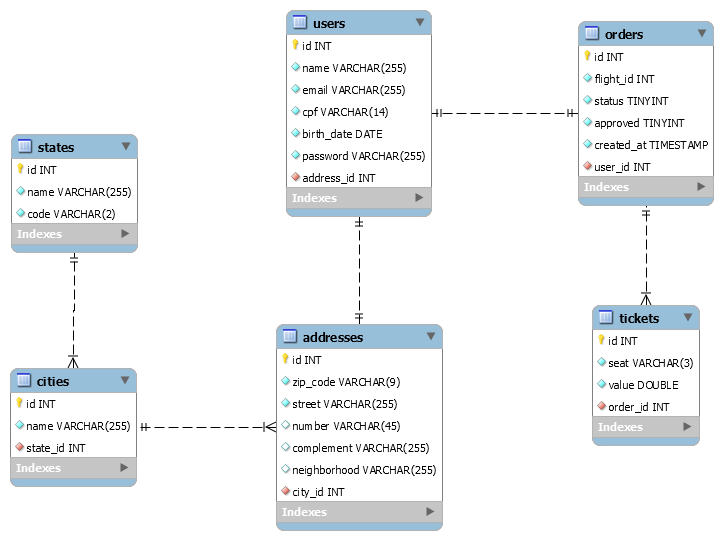 users
id INT
name VARCHAR(255)
email VARCHAR(255)
cpf VARCHAR(14)
birth_date DATE
password VARCHAR(255)
address_id INT
Indexes
orders
id INT
flight_id INT
status TINYINT
approved TINYINT
created_at TIMESTAMP
user_id INT
Indexes
states
id INT
name VARCHAR(255)
code VARCHAR(2)
Indexes
addresses
id INT
zip_code VARCHAR(9)
street VARCHAR(255)
number VARCHAR(45)
complement VARCHAR(255)
neighborhood VARCHAR(255)
city_id INT
Indexes
tickets
id INT
seat VARCHAR(3)
value DOUBLE
order_id INT
Indexes
cities
id INT
name VARCHAR(255)
state_id INT
Indexes